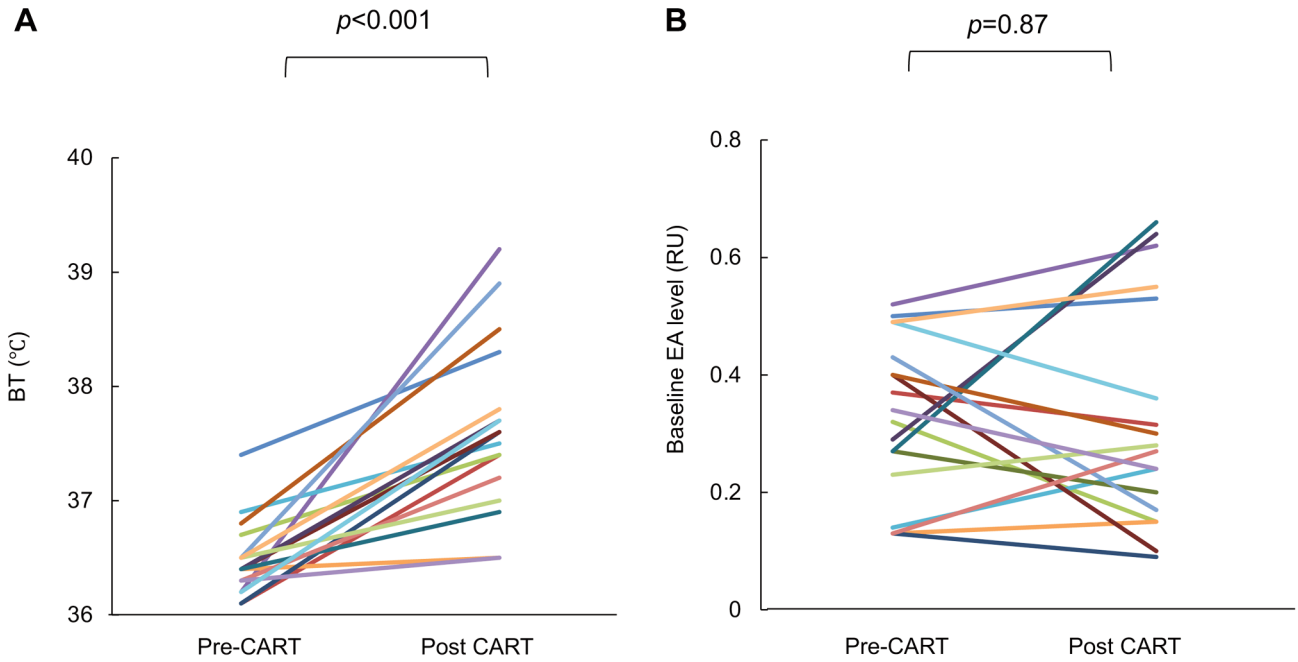 A
p<0.001
BT (℃)
40
39
38
37
36
Pre-CART
Post CART
B
p=0.87
Baseline EA level (RU)
0.8
0.6
0.4
0.2
0
Pre-CART
Post CART